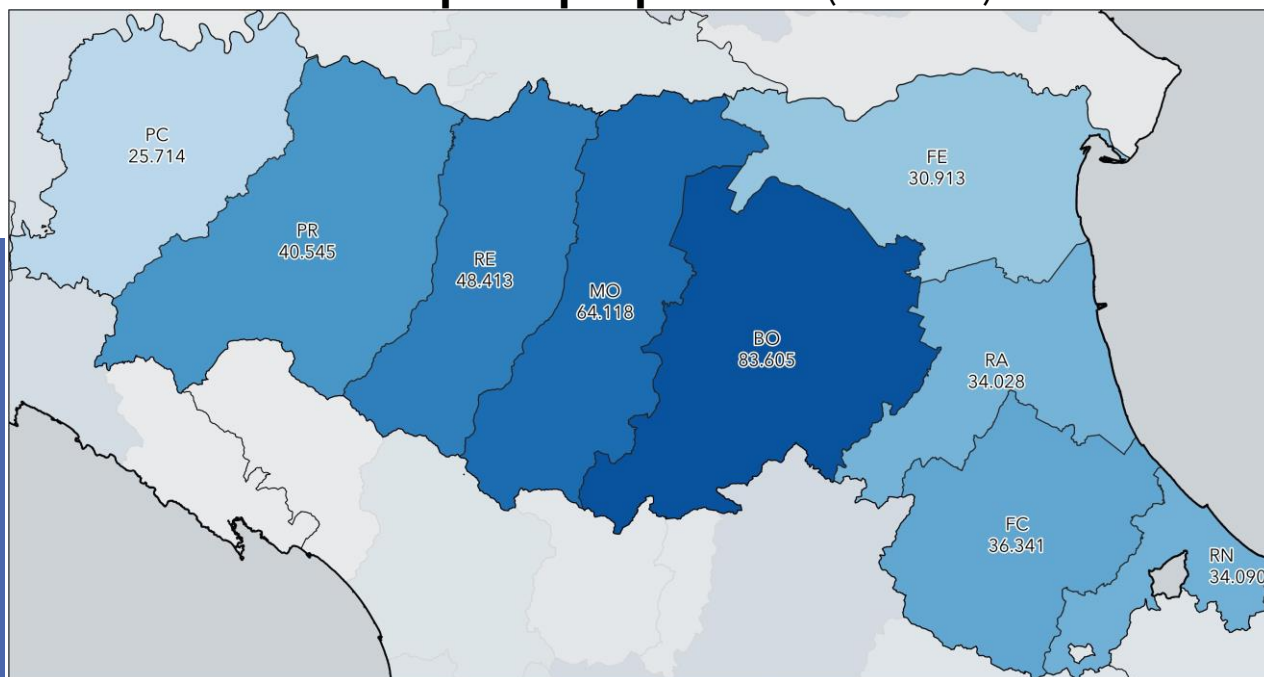 PC
25.714
FE
30.913
PR
40.545
RE
48.413
MO
64.118
BO
83.605
RA
34.028
FC
36.341
RN
34.090